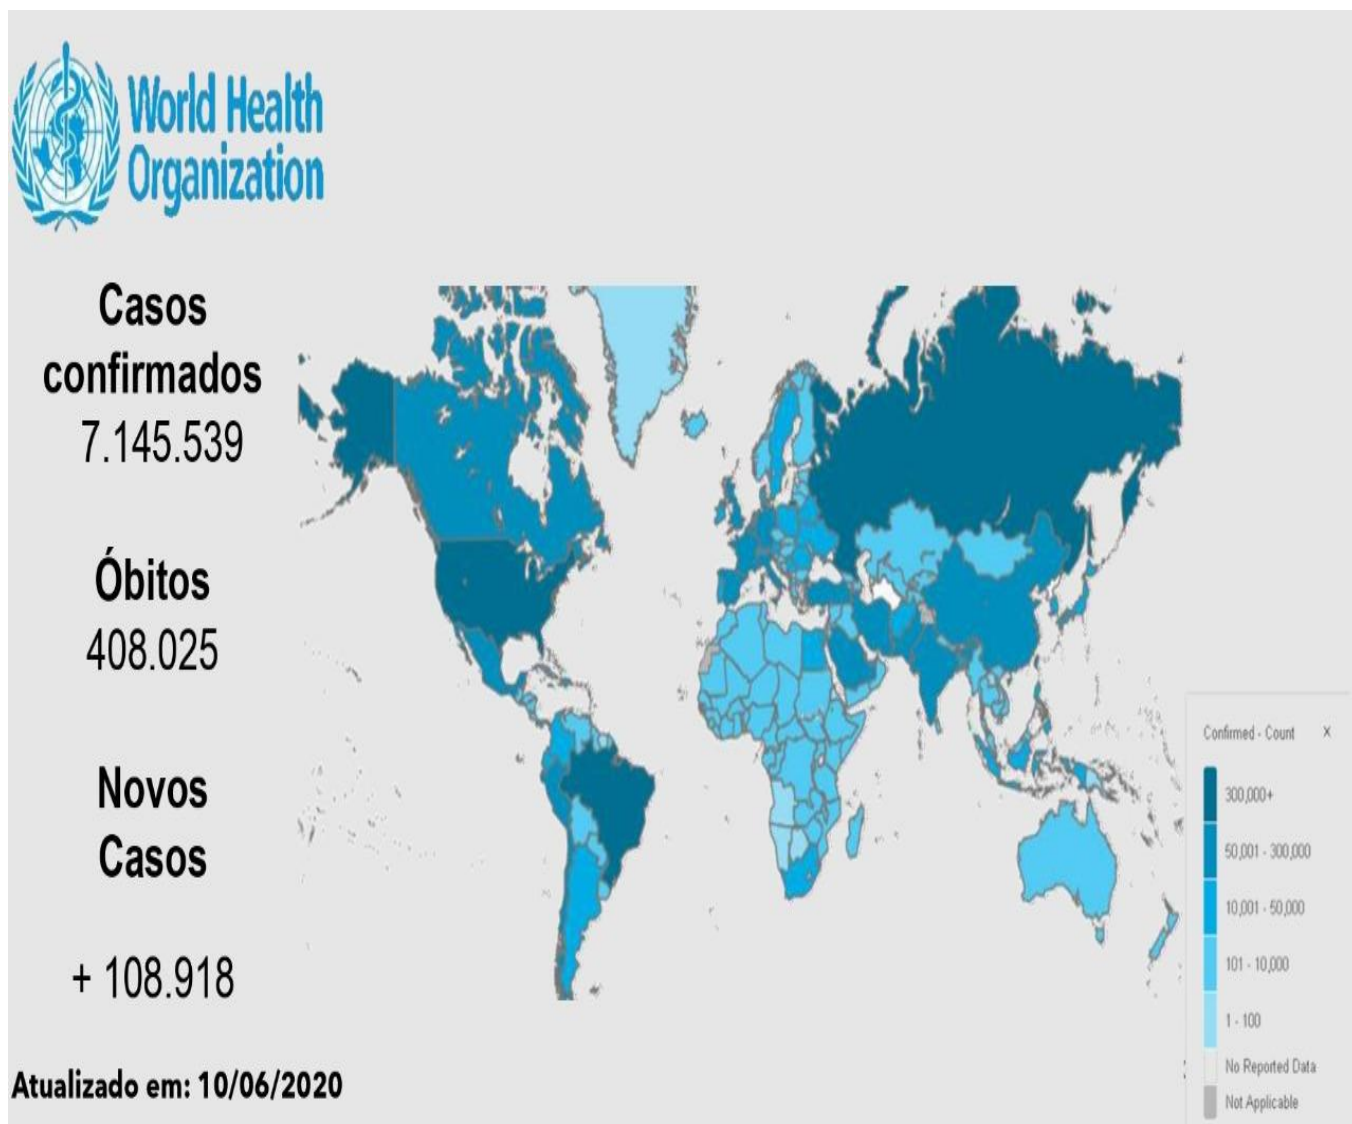 World Health
Organization
Casos
confirmados
7.145.539
Óbitos
408.025
Novos
Casos
+ 108.918
Atualizado em: 10/06/2020
Confirmed - Count X
300,000+
50,001 - 300,000
10,001 - 50,000
101 - 10,000
1 - 100
No Reported Data
Not Applicable